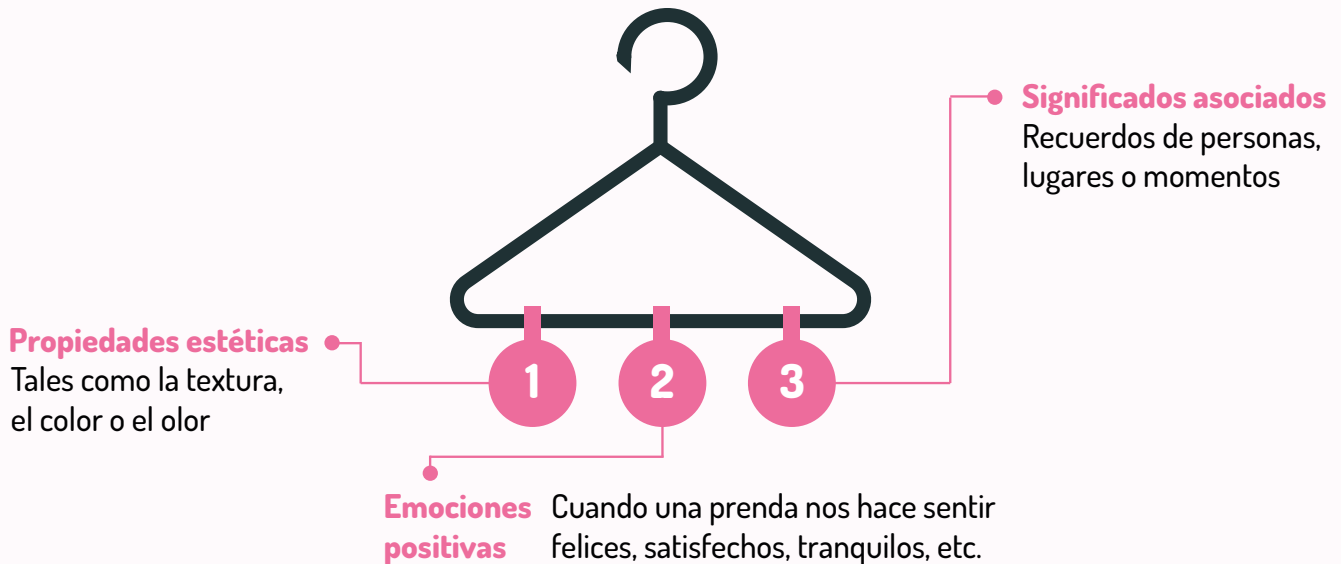 Significados asociados
Recuerdos de personas,
lugares o momentos
Propiedades estéticas
Tales como la textura,
el color o el olor
1
2
3
Emociones
positivas
Cuando una prenda nos hace sentir
felices, satisfechos, tranquilos, etc.